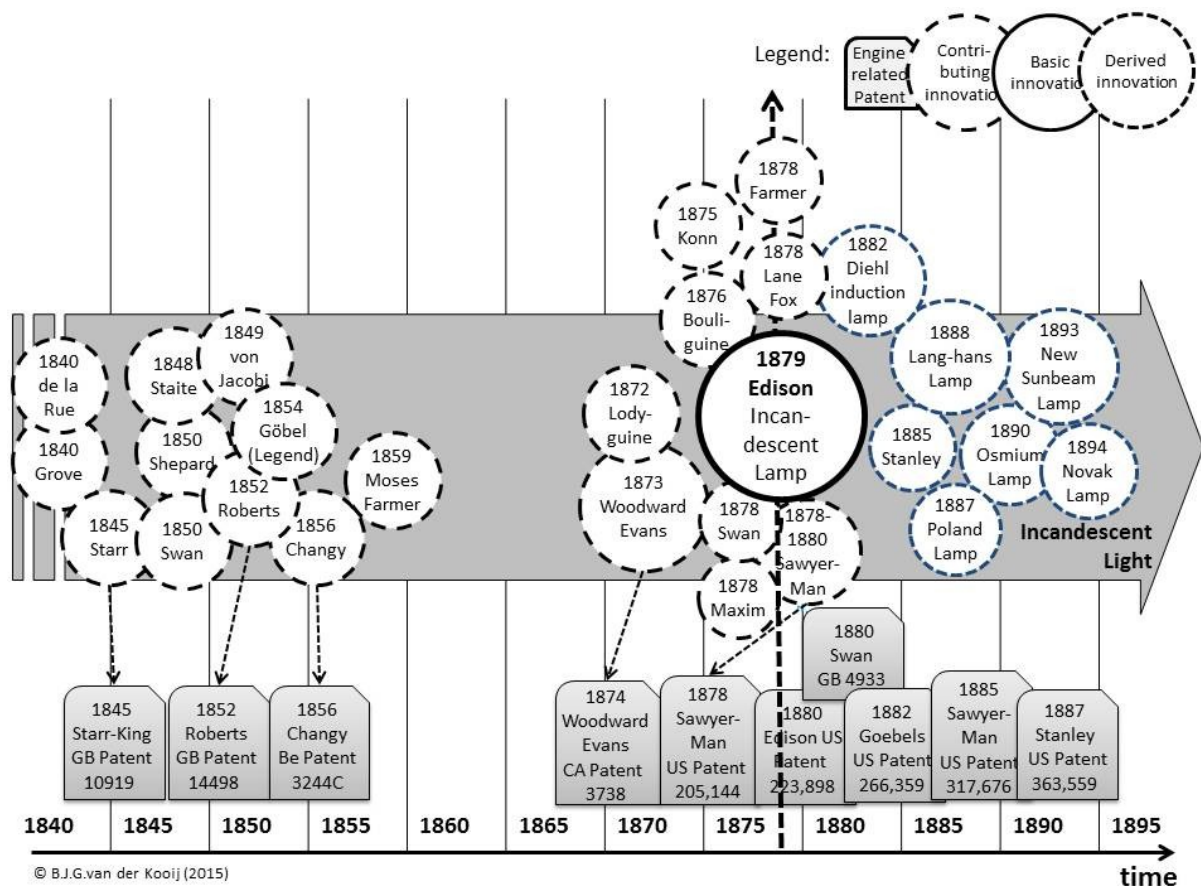 Legend:
Engine
related
Patent
Contri-
buting
innovatio
Basic
innovatio
Derived
innovation
1878
Farmer
1875
Konn
1878
Lane
Fox
1882
Diehl
induction
lamp
1876
Bouli-
guine
1840
de la
Rue
1840
Grove
1848
Staite
1849
von
Jacobi
1854
Göbel
(Legend)
1850
Shepard
1852
Roberts
1845
Starr
1850
Swan
1856
Changy
1859
Moses
Farmer
1872
Lody-
guine
1873
Woodward
Evans
1879
Edison
Incan-
descent
Lamp
1878
Swan
1878-
1880
Sawyer-
Man
1878
Maxim
1888
Lang-hans
Lamp
1893
New
Sunbeam
Lamp
1885
Stanley
1890
Osmium
Lamp
1894
Novak
Lamp
1887
Poland
Lamp
Incandescent
Light
1845
Starr-King
GB Patent
10919
1852
Roberts
GB Patent
14498
1856
Changy
Be Patent
3244C
1874
Woodward
Evans
CA Patent
3738
1878
Sawyer-
Man
US Patent
205,144
1880
Edison US
Patent
223,898
1880
Swan
GB 4933
1882
Goebels
US Patent
266,359
1885
Sawyer-
Man
US Patent
317,676
1887
Stanley
US Patent
363,559
1840 1845 1850 1855 1860 1865 1870 1875 1880 1885 1890 1895
© B.J.G.van der Kooij (2015)
time